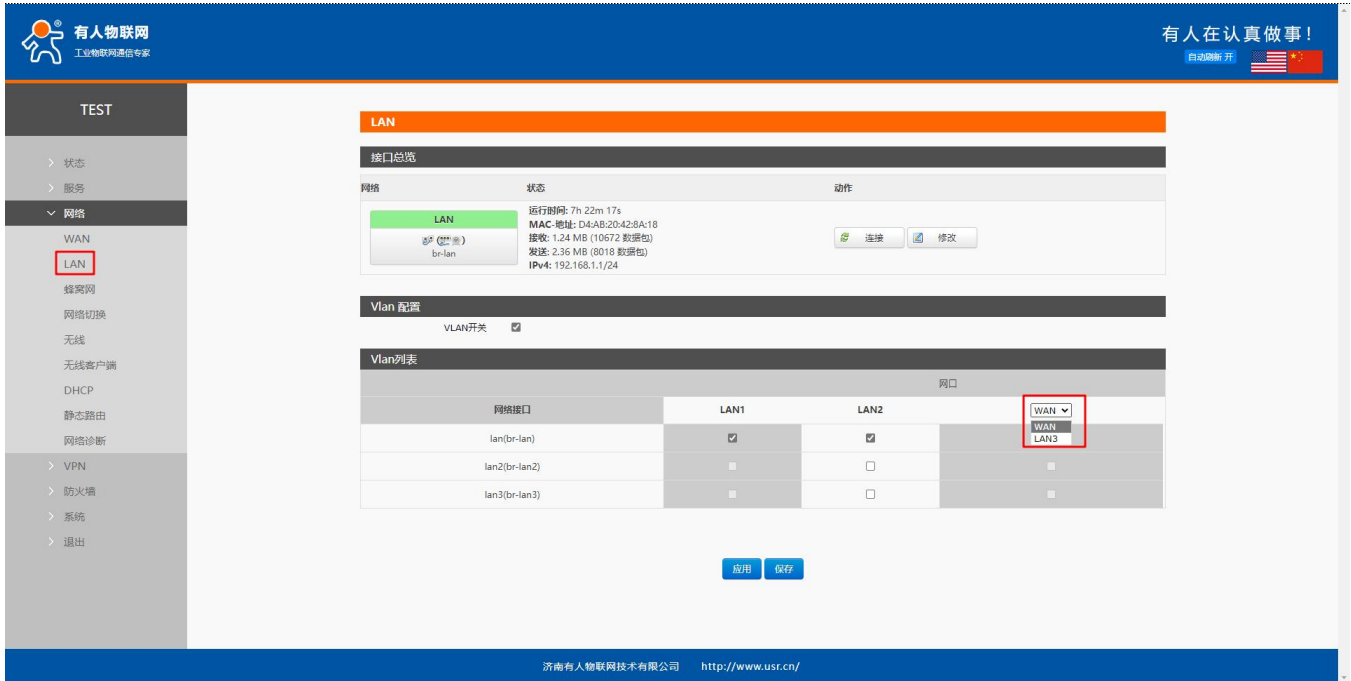 有人物联网
工业物联网通信专家
有人在认真做事!
自动刷新 开
TEST
状态
服务
网络
WAN
LAN
蜂窝网
网络切换
无线
无线客户端
DHCP
静态路由
网络诊断
VPN
防火墙
系统
退出
LAN
接口总览
网络 状态 动作
LAN
br-lan
运行时间: 7h 22m 17s
MAC-地址: D4:AB:20:42:8A:18
接收: 1.24 MB (10672 数据包)
发送: 2.36 MB (8018 数据包)
IPv4: 192.168.1.1/24
连接 修改
Vlan 配置
VLAN开关
Vlan列表
网口
网络接口 LAN1 LAN2 WAN
WAN
LAN3
lan(br-lan)
lan2(br-lan2)
lan3(br-lan3)
应用 保存
济南有人物联网技术有限公司 http://www.usr.cn/